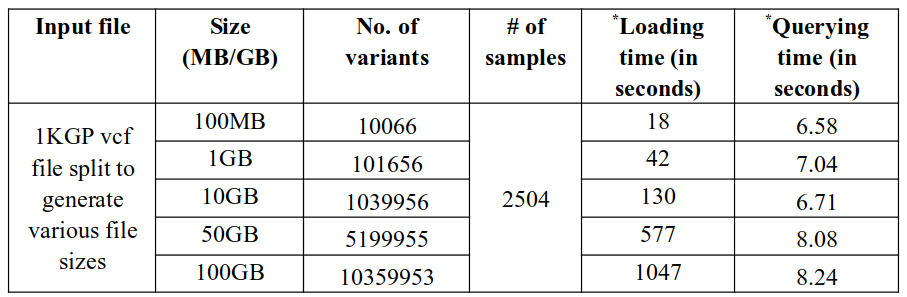 Input file
Size
(MB/GB)
No. of
variants
# of
samples
*Loading
time (in
seconds)
*Querying
time (in
seconds)
1KGP vcf
file split to
generate
various file
sizes
100MB
10066
2504
18
6.58
1GB
101656
42
7.04
10GB
1039956
130
6.71
50GB
5199955
577
8.08
100GB
10359953
1047
8.24